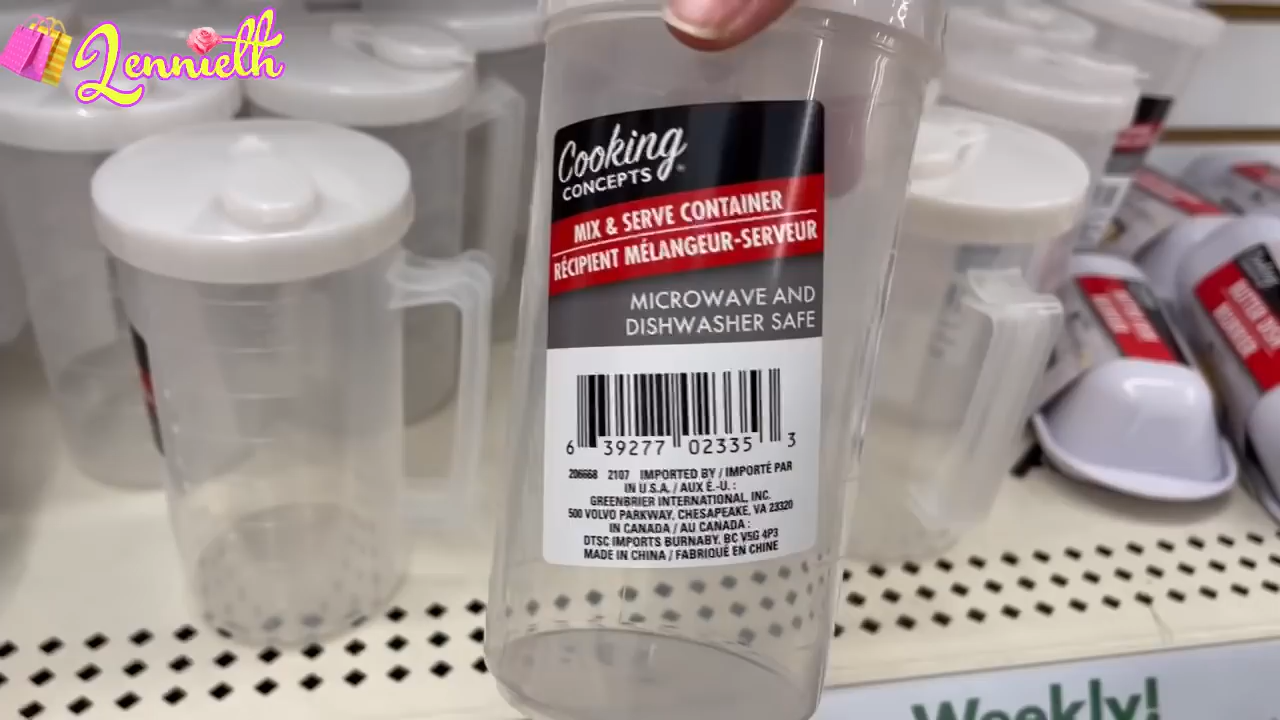 Lennieth
Cooking
CONCEPTS™
MIX & SERVE CONTAINER
RÉCIPIENT MÉLANGEUR-SERVEUR
MICROWAVE AND
DISHWASHER SAFE
6 39277 02335 3
206668 2107 IMPORTED BY / IMPORTÉ PAR
IN U.S.A. / AUX É.-U. :
GREENBRIER INTERNATIONAL, INC.
500 VOLVO PARKWAY, CHESAPEAKE, VA 23320
IN CANADA / AU CANADA :
DTSC IMPORTS BURNABY, BC V5G 4P3
MADE IN CHINA / FABRIQUÉ EN CHINE
Weekly!